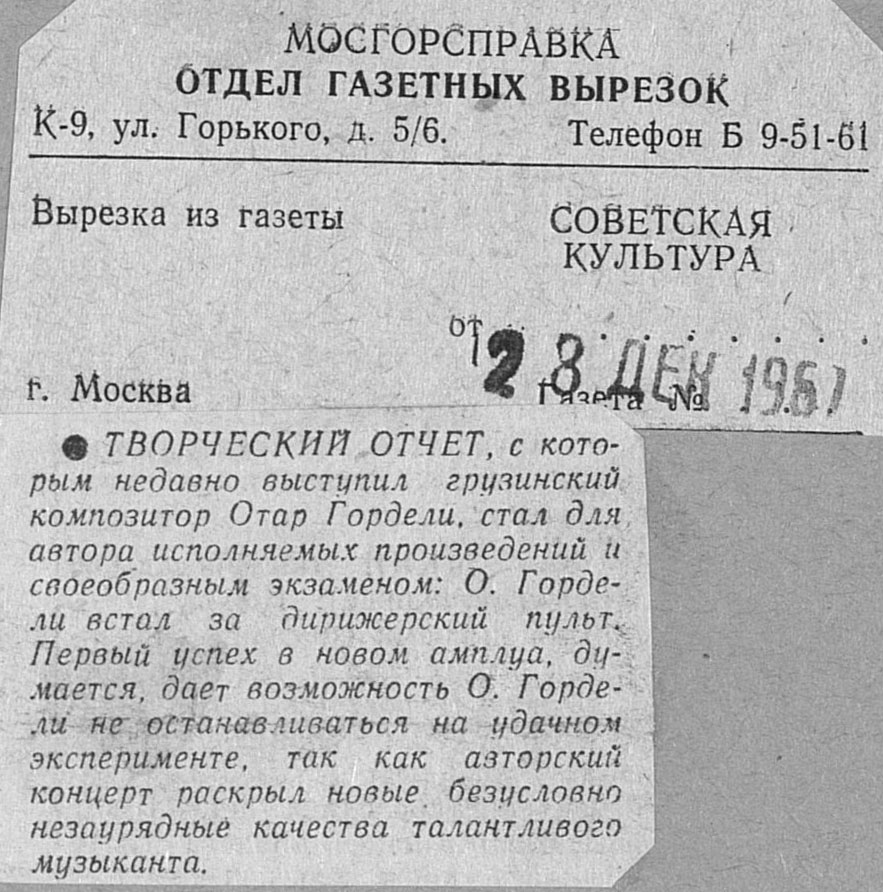 МОСГОРСПРАВКА
ОТДЕЛ ГАЗЕТНЫХ ВЫРЕЗОК
К-9, ул. Горького, д. 5/6. Телефон Б 9-51-61
Вырезка из газеты СОВЕТСКАЯ
КУЛЬТУРА
от
28 ДЕК 1967
г. Москва Газета №
● ТВОРЧЕСКИЙ ОТЧЕТ, с кото-
рым недавно выступил грузинский
композитор Отар Гордели, стал для
автора исполняемых произведений и
своеобразным экзаменом: О. Горде-
ли встал за дирижерский пульт.
Первый успех в новом амплуа, ду-
мается, дает возможность О. Горде-
ли не останавливаться на удачном
эксперименте, так как авторский
концерт раскрыл новые безусловно
незаурядные качества талантливого
музыканта.